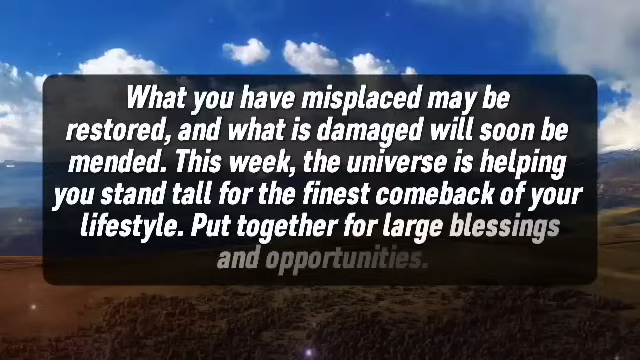 What you have misplaced may be
restored, and what is damaged will soon be
mended. This week, the universe is helping
you stand tall for the finest comeback of your
lifestyle. Put together for large blessings
and opportunities.